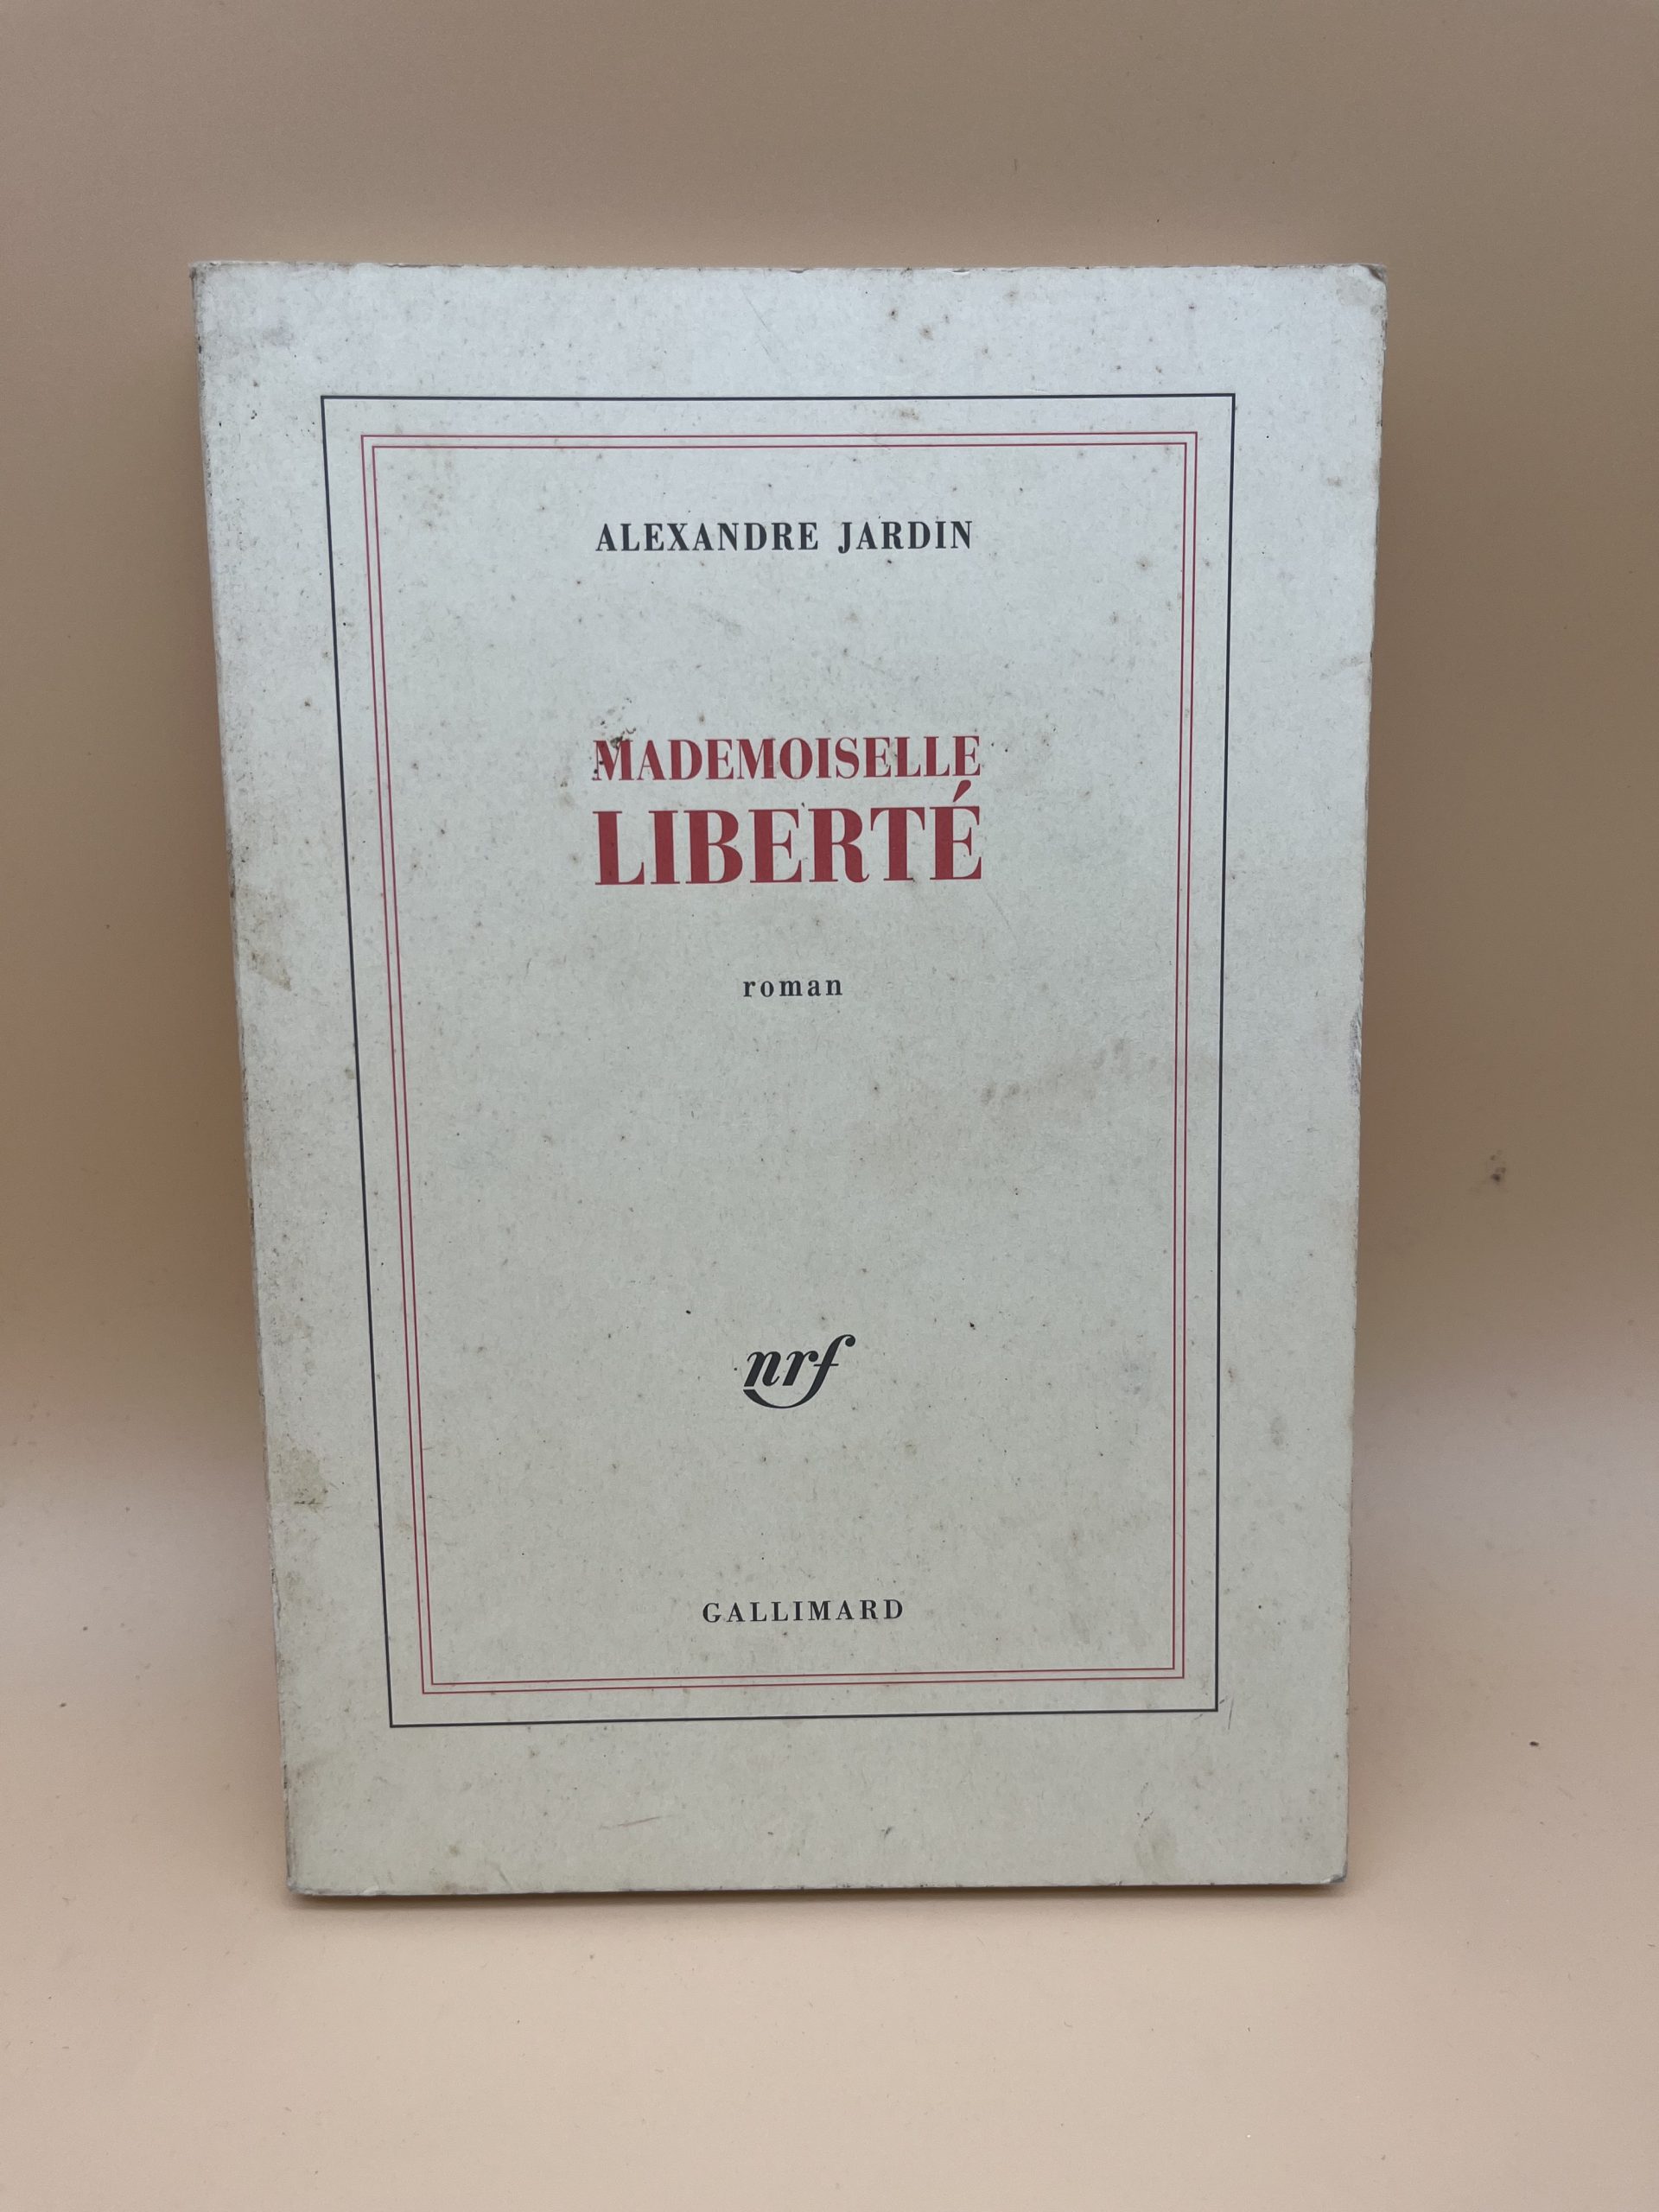 ALEXANDRE JARDIN
MADEMOISELLE
LIBERTÉ
roman
nrf
GALLIMARD